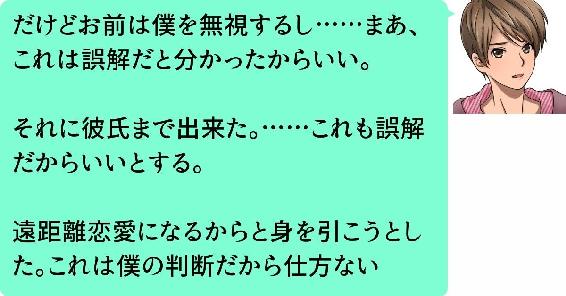 だけどお前は僕を無視するし……まあ、
これは誤解だと分かったからいい。
それに彼氏まで出来た。……これも誤解
だからいいとする。
遠距離恋愛になるからと身を引こうとし
た。これは僕の判断だから仕方ない